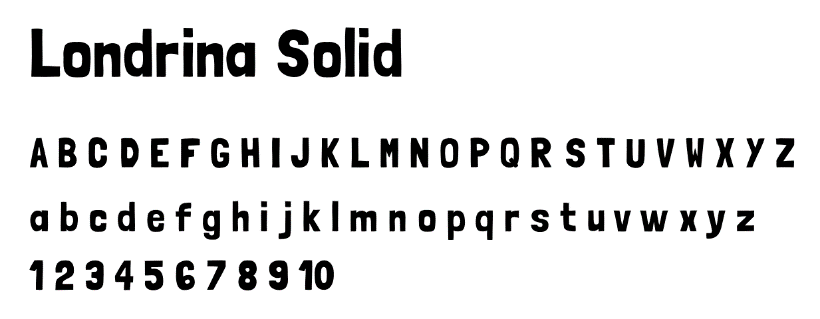 Londrina Solid
A B C D E F G H I J K L M N O P Q R S T U V W X Y Z
a b c d e f g h i j k l m n o p q r s t u v w x y z
1 2 3 4 5 6 7 8 9 10